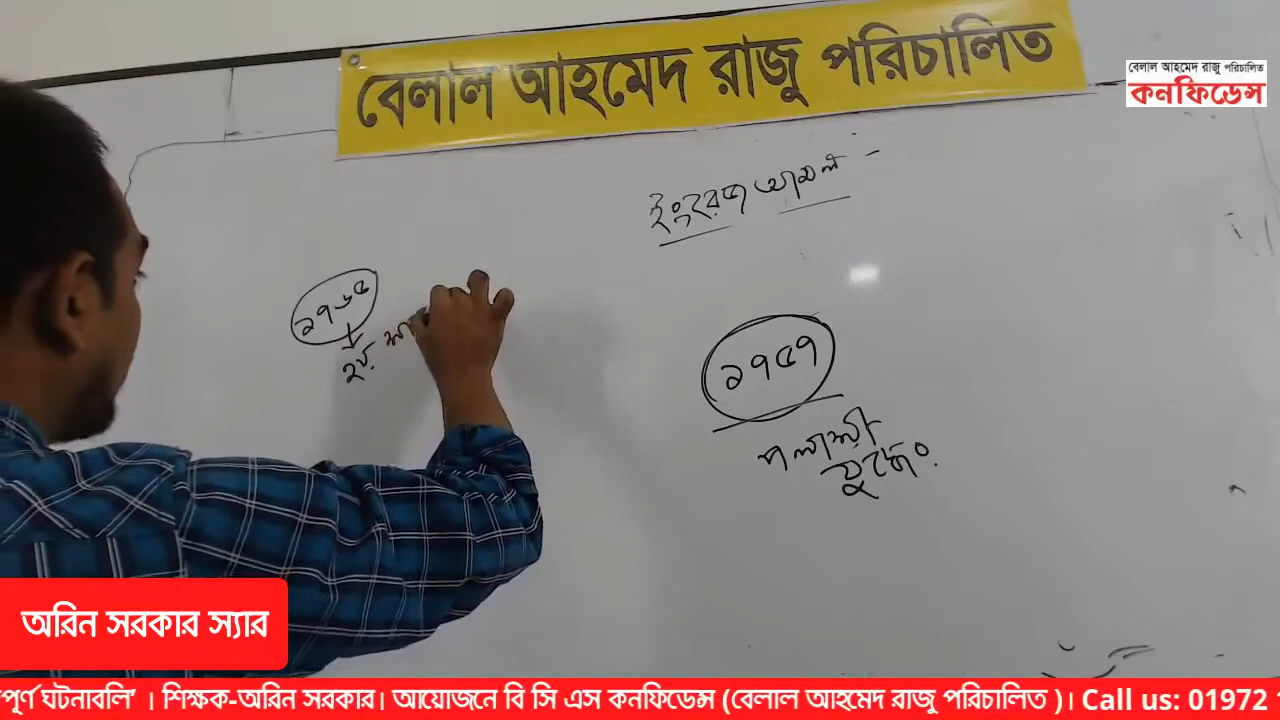 বেলাল আহমেদ রাজু পরিচালিত
বেলাল আহমেদ রাজু পরিচালিত
কনফিডেন্স
ইংরেজ আমল -
১৭৬৫
১৭৫৭
পলাশী
যুদ্ধঃ
অরিন সরকার স্যার
পূর্ণ ঘটনাবলি’ । শিক্ষক-অরিন সরকার। আয়োজনে বি সি এস কনফিডেন্স (বেলাল আহমেদ রাজু পরিচালিত )। Call us: 01972